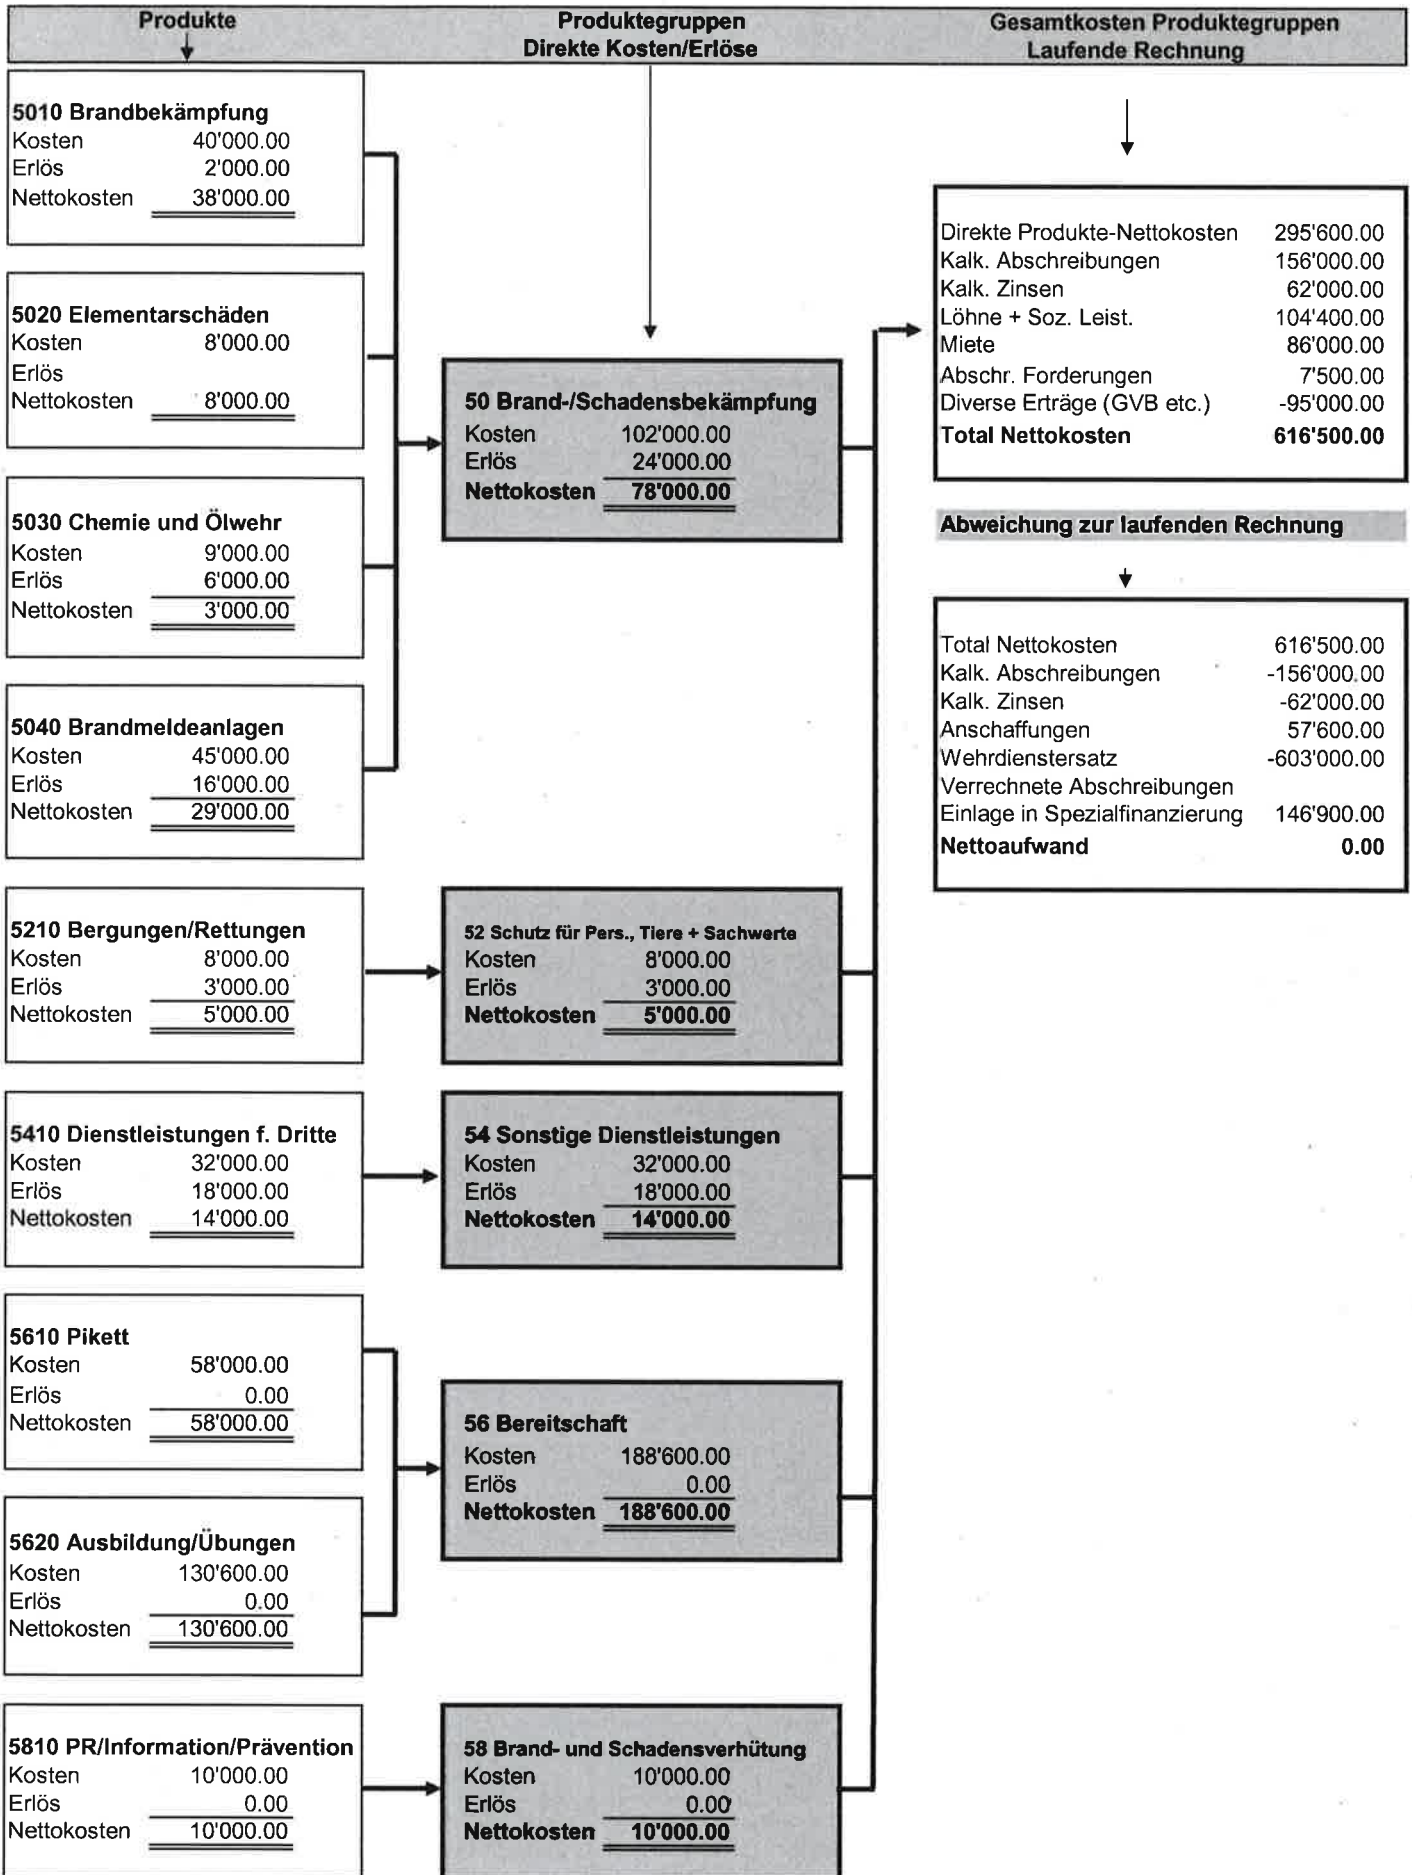 Produkte
Produktegruppen
Direkte Kosten/Erlöse
Gesamtkosten Produktegruppen
Laufende Rechnung
5010 Brandbekämpfung
Kosten 40'000.00
Erlös 2'000.00
Nettokosten 38'000.00
5020 Elementarschäden
Kosten 8'000.00
Erlös
Nettokosten 8'000.00
5030 Chemie und Ölwehr
Kosten 9'000.00
Erlös 6'000.00
Nettokosten 3'000.00
5040 Brandmeldeanlagen
Kosten 45'000.00
Erlös 16'000.00
Nettokosten 29'000.00
5210 Bergungen/Rettungen
Kosten 8'000.00
Erlös 3'000.00
Nettokosten 5'000.00
5410 Dienstleistungen f. Dritte
Kosten 32'000.00
Erlös 18'000.00
Nettokosten 14'000.00
5610 Pikett
Kosten 58'000.00
Erlös 0.00
Nettokosten 58'000.00
5620 Ausbildung/Übungen
Kosten 130'600.00
Erlös 0.00
Nettokosten 130'600.00
5810 PR/Information/Prävention
Kosten 10'000.00
Erlös 0.00
Nettokosten 10'000.00
50 Brand-/Schadensbekämpfung
Kosten 102'000.00
Erlös 24'000.00
Nettokosten 78'000.00
52 Schutz für Pers., Tiere + Sachwerte
Kosten 8'000.00
Erlös 3'000.00
Nettokosten 5'000.00
54 Sonstige Dienstleistungen
Kosten 32'000.00
Erlös 18'000.00
Nettokosten 14'000.00
56 Bereitschaft
Kosten 188'600.00
Erlös 0.00
Nettokosten 188'600.00
58 Brand- und Schadensverhütung
Kosten 10'000.00
Erlös 0.00
Nettokosten 10'000.00
Direkte Produkte-Nettokosten 295'600.00
Kalk. Abschreibungen 156'000.00
Kalk. Zinsen 62'000.00
Löhne + Soz. Leist. 104'400.00
Miete 86'000.00
Abschr. Forderungen 7'500.00
Diverse Erträge (GVB etc.) -95'000.00
Total Nettokosten 616'500.00
Abweichung zur laufenden Rechnung
Total Nettokosten 616'500.00
Kalk. Abschreibungen -156'000.00
Kalk. Zinsen -62'000.00
Anschaffungen 57'600.00
Wehrdienstersatz -603'000.00
Verrechnete Abschreibungen
Einlage in Spezialfinanzierung 146'900.00
Nettoaufwand 0.00